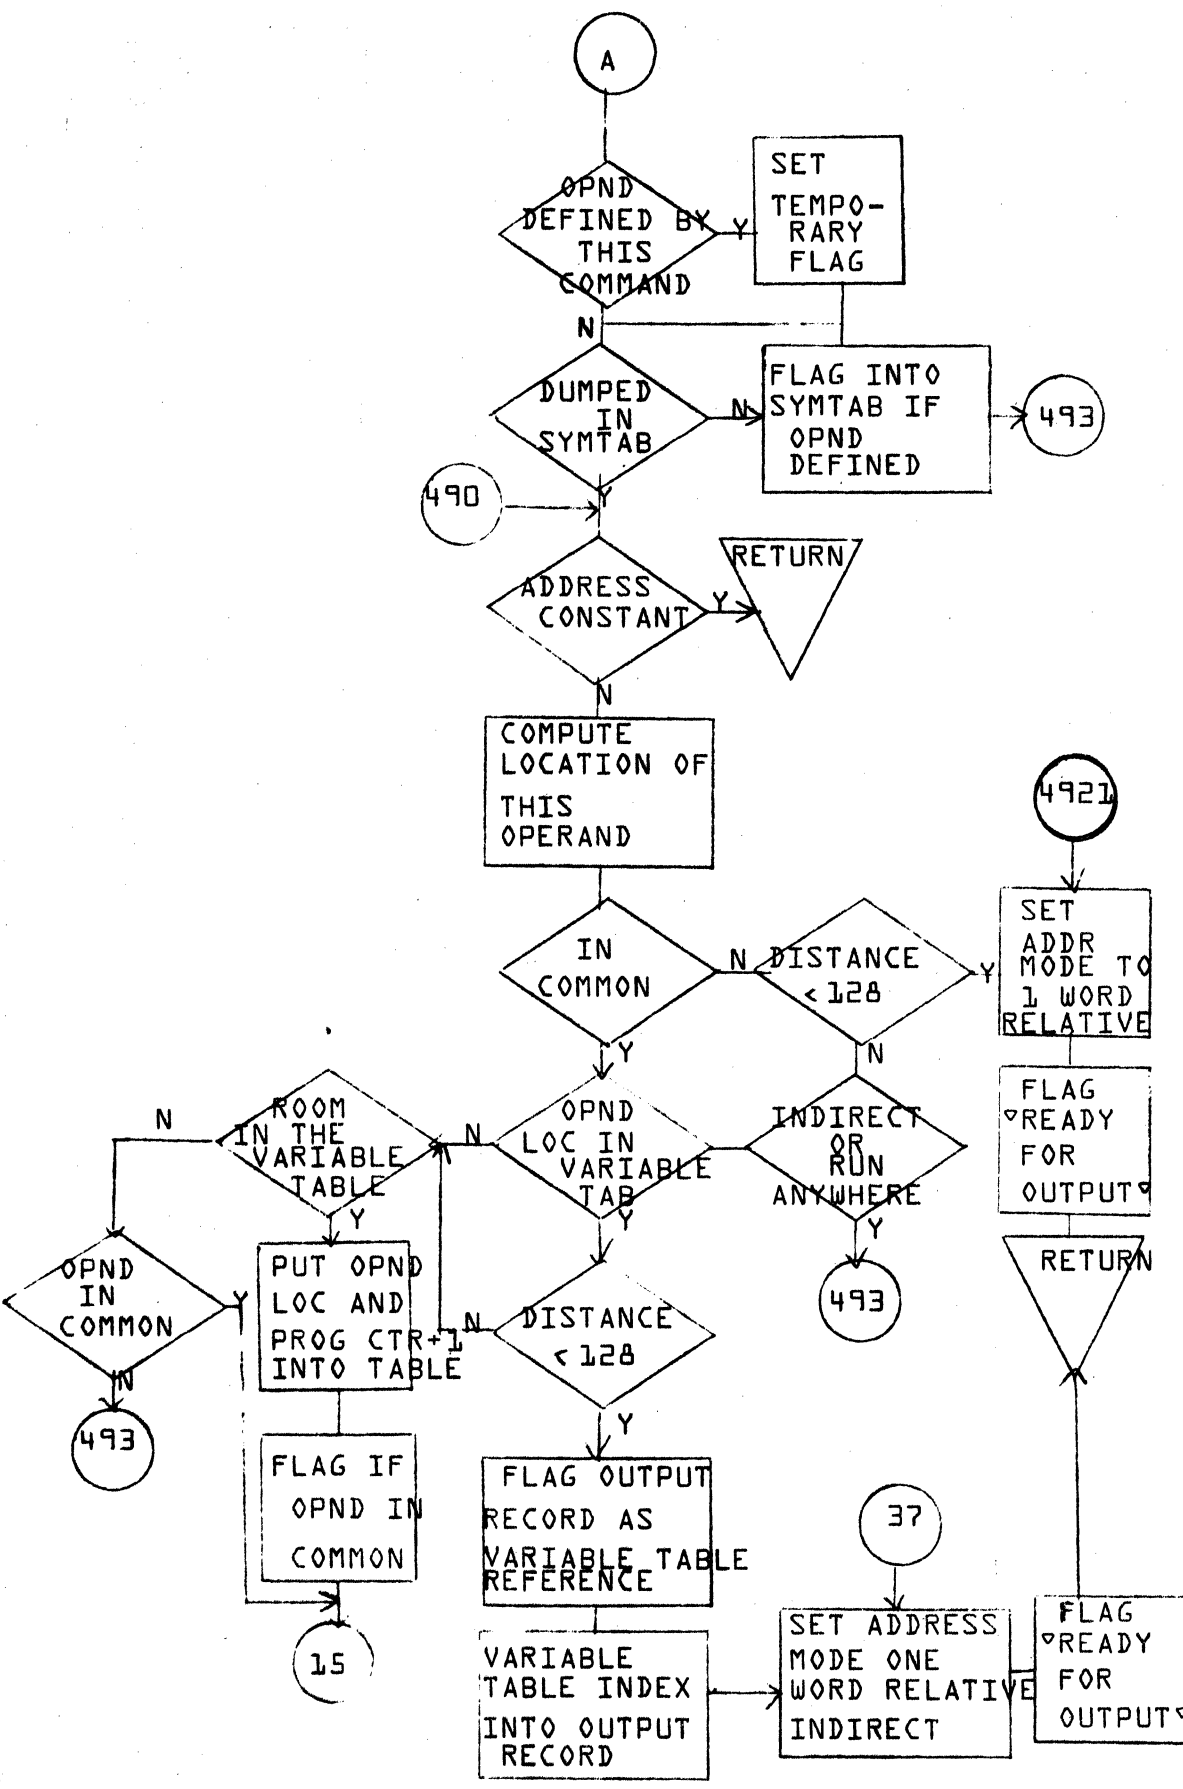 A
OPND
DEFINED BY
THIS
COMMAND
Y
SET
TEMPO-
RARY
FLAG
N
DUMPED
IN
SYMTAB
N
FLAG INTO
SYMTAB IF
OPND
DEFINED
493
Y
490
ADDRESS
CONSTANT
Y
RETURN
N
COMPUTE
LOCATION OF
THIS
OPERAND
4921
IN
COMMON
N
DISTANCE
<128
Y
SET
ADDR
MODE TO
1 WORD
RELATIVE
Y
N
FLAG
▽READY
FOR
OUTPUT▽
RETURN
INDIRECT
OR
RUN
ANYWHERE
Y
493
OPND
LOC IN
VARIABLE
TAB
N
Y
ROOM
IN THE
VARIABLE
TABLE
N
Y
OPND
IN
COMMON
Y
N
493
PUT OPND
LOC AND
PROG CTR+1
INTO TABLE
FLAG IF
OPND IN
COMMON
15
DISTANCE
<128
N
Y
FLAG OUTPUT
RECORD AS
VARIABLE TABLE
REFERENCE
VARIABLE
TABLE INDEX
INTO OUTPUT
RECORD
37
SET ADDRESS
MODE ONE
WORD RELATIVE
INDIRECT
FLAG
▽READY
FOR
OUTPUT▽